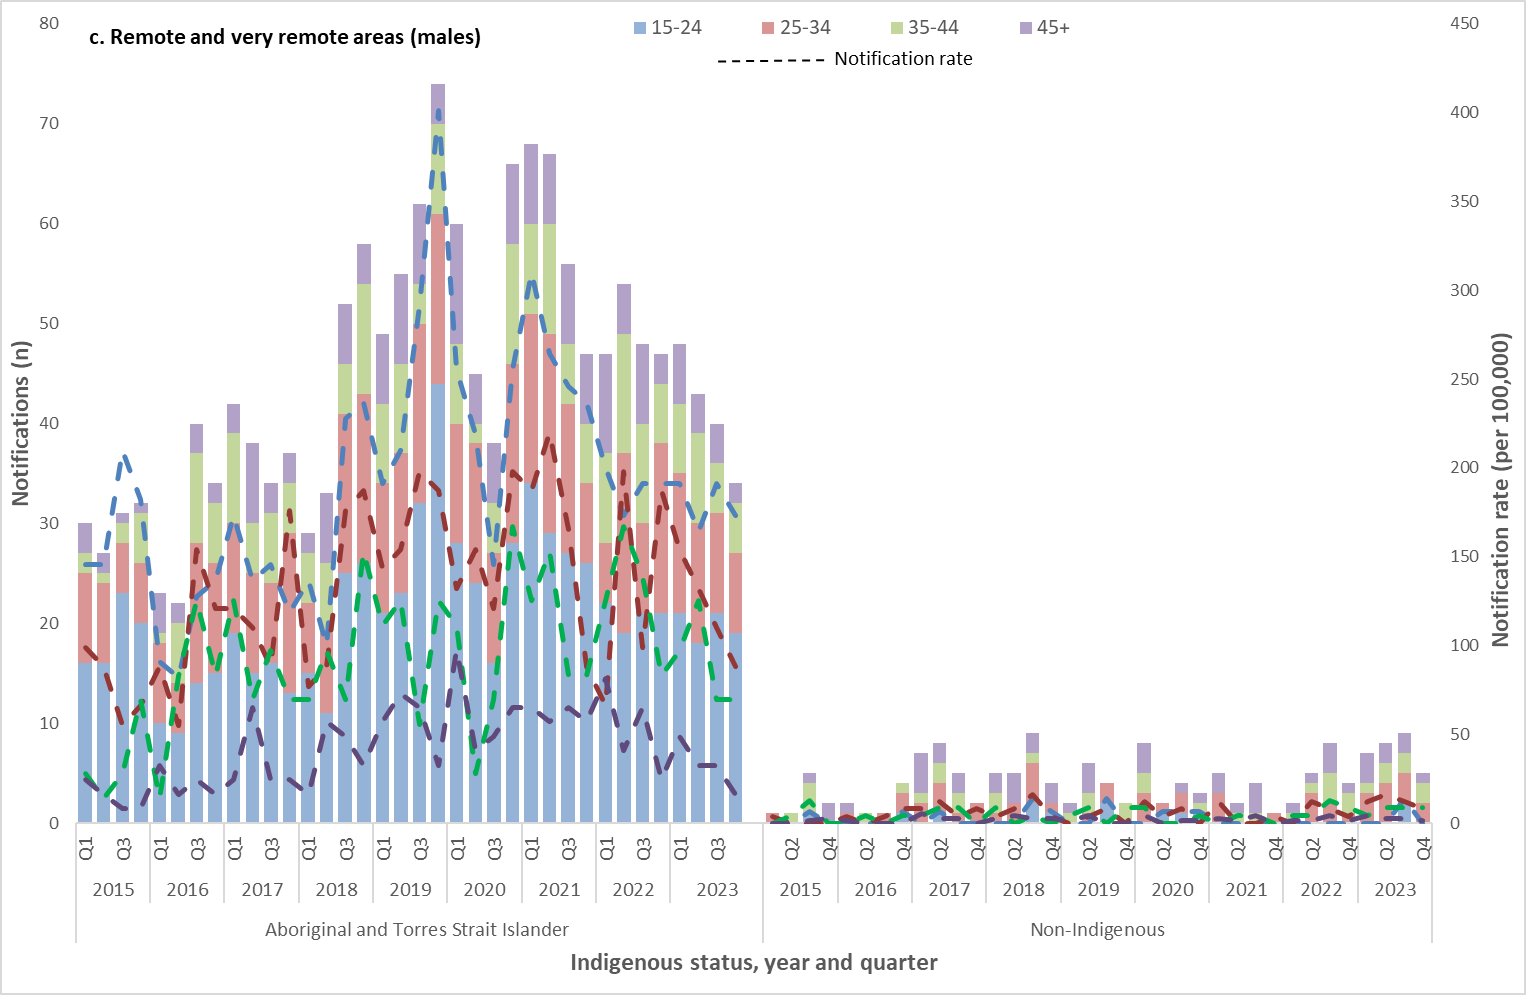 c. Remote and very remote areas (males)
15-24 25-34 35-44 45+
Notification rate
Notifications (n)
80
70
60
50
40
30
20
10
0
Notification rate (per 100,000)
450
400
350
300
250
200
150
100
50
0
Q1 Q3 Q1 Q3 Q1 Q3 Q1 Q3 Q1 Q3 Q1 Q3 Q1 Q3 Q1 Q3 Q1 Q3 Q2 Q4 Q2 Q4 Q2 Q4 Q2 Q4 Q2 Q4 Q2 Q4 Q2 Q4 Q2 Q4 Q2 Q4
2015 2016 2017 2018 2019 2020 2021 2022 2023 2015 2016 2017 2018 2019 2020 2021 2022 2023
Aboriginal and Torres Strait Islander Non-Indigenous
Indigenous status, year and quarter